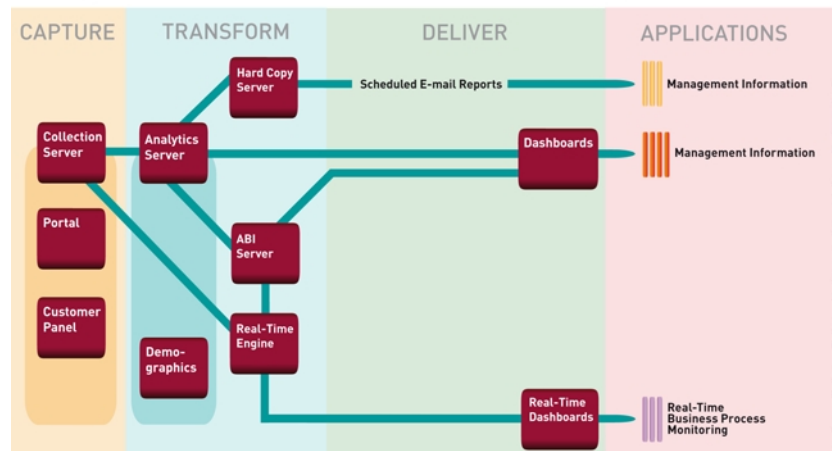 CAPTURE
TRANSFORM
DELIVER
APPLICATIONS
Hard Copy
Server
Scheduled E-mail Reports
Management Information
Collection
Server
Analytics
Server
Dashboards
Management Information
Portal
ABI
Server
Customer
Panel
Real-Time
Engine
Demo-
graphics
Real-Time
Dashboards
Real-Time
Business Process
Monitoring